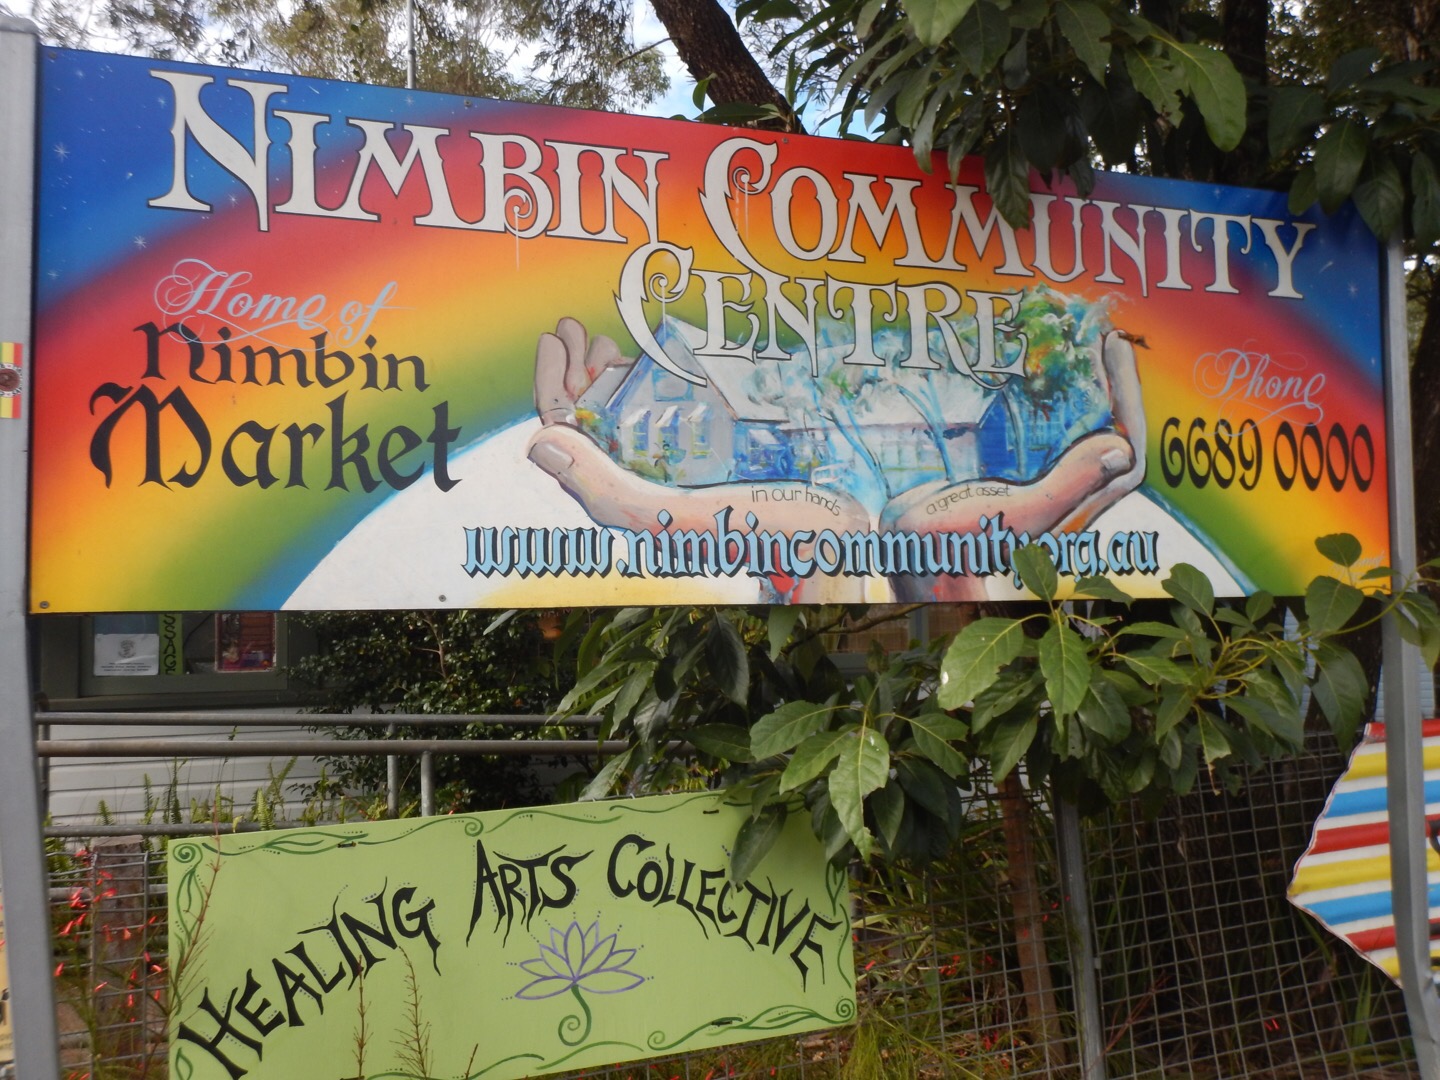 NIMBIN COMMUNITY
CENTRE
Home of
Nimbin
Market
Phone
6689 0000
in our hands
a great asset
www.nimbincommunity.org.au
SSAGE
HEALING ARTS COLLECTIVE